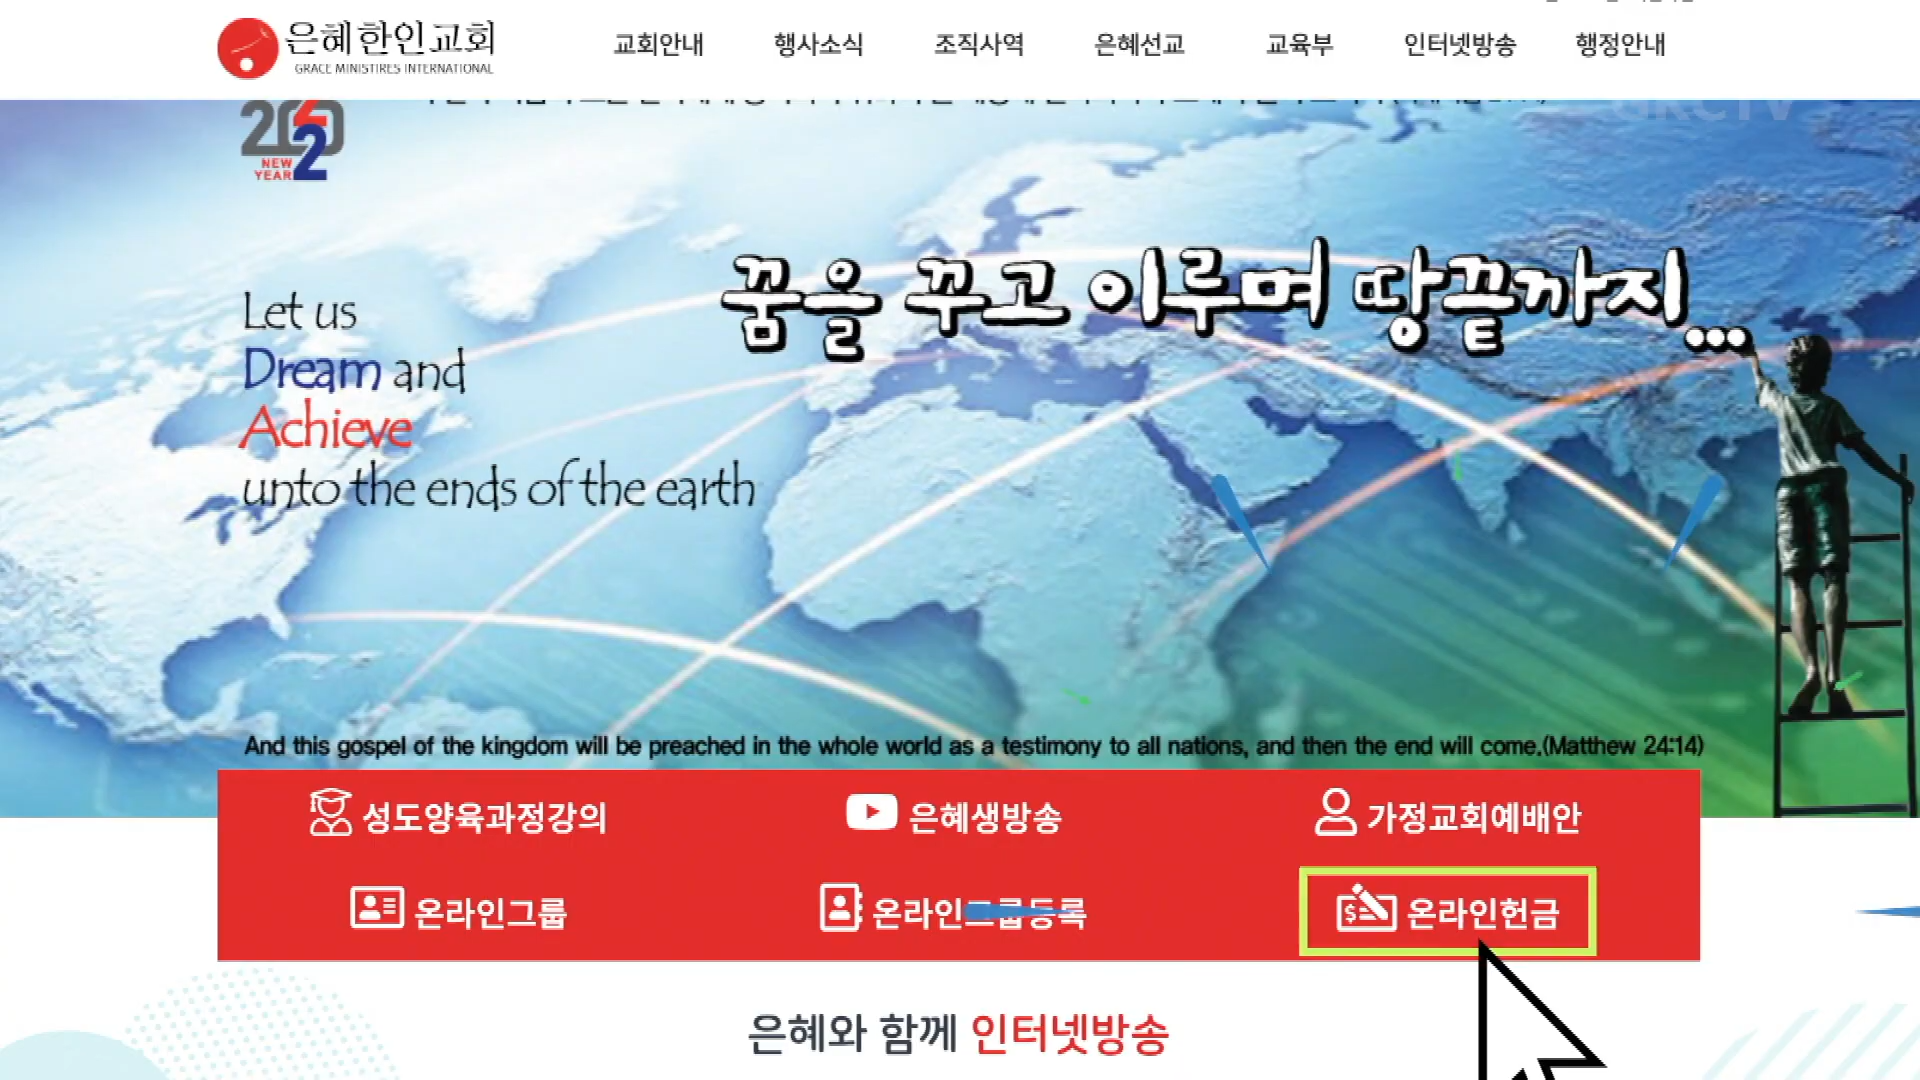 은혜한인교회
GRACE MINISTIRES INTERNATIONAL
교회안내 행사소식 조직사역 은혜선교 교육부 인터넷방송 행정안내
2022
NEW
YEAR
꿈을 꾸고 이루며 땅끝까지...
Let us
Dream and
Achieve
unto the ends of the earth
And this gospel of the kingdom will be preached in the whole world as a testimony to all nations, and then the end will come.(Matthew 24:14)
성도양육과정강의 은혜생방송 가정교회예배안
온라인그룹 온라인그룹등록 온라인헌금
은혜와 함께 인터넷방송